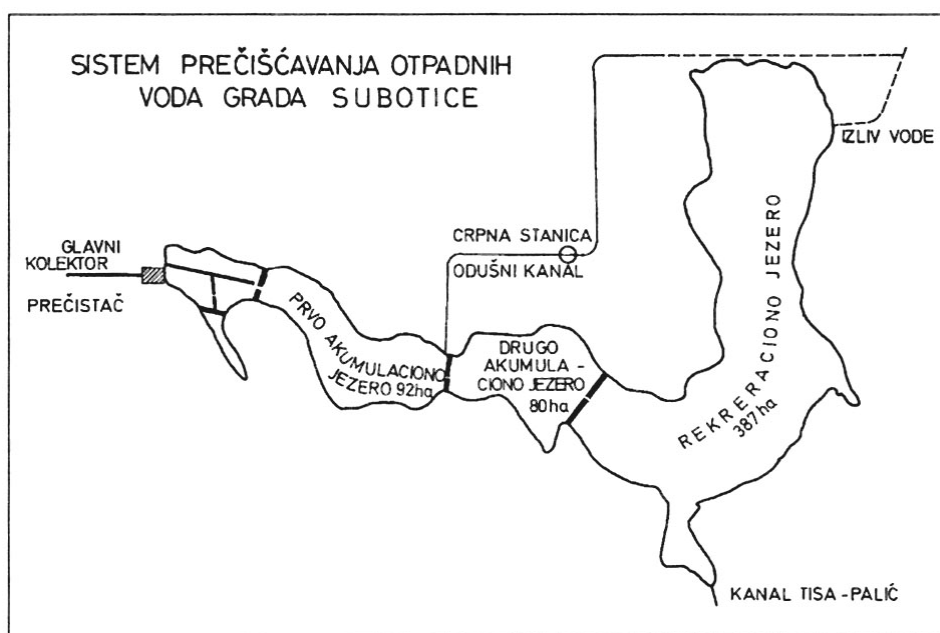 SISTEM PREČIŠĆAVANJA OTPADNIH
VODA GRADA SUBOTICE
IZLIV VODE
CRPNA STANICA
ODUŠNI KANAL
GLAVNI
KOLEKTOR
PREČISTAČ
PRVO AKUMULACIONO
JEZERO 92ha
DRUGO
AKUMULA -
CIONO JEZERO
80ha
REKRERACIONO JEZERO
387ha
KANAL TISA - PALIĆ